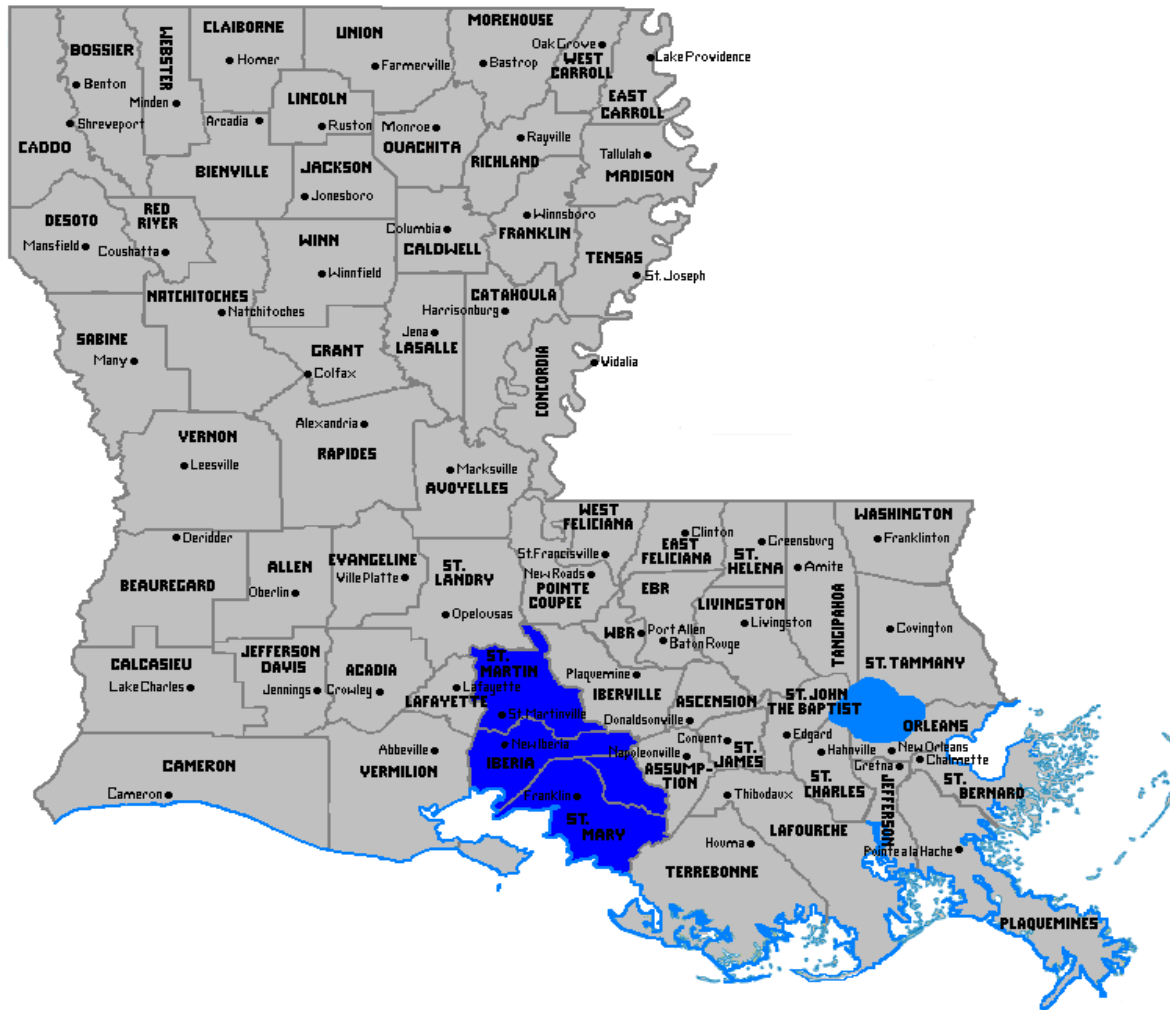 MOREHOUSE
CLAIBORNE
UNION
WEBSTER
BOSSIER
Oak Grove
WEST
CARROLL
Lake Providence
Homer
Farmerville
Bastrop
Benton
LINCOLN
EAST
CARROLL
Minden
Shreveport
Arcadia
Ruston
Monroe
OUACHITA
Rayville
CADDO
RICHLAND
Tallulah
MADISON
BIENVILLE
JACKSON
Jonesboro
RED
RIVER
DESOTO
Mansfield
Coushatta
WINN
Winnfield
Columbia
CALDWELL
Winnsboro
FRANKLIN
TENSAS
St. Joseph
NATCHITOCHES
Natchitoches
CATAHOULA
Harrisonburg
SABINE
Many
GRANT
Colfax
Jena
LASALLE
CONCORDIA
Vidalia
VERNON
Leesville
Alexandria
RAPIDES
Marksville
AVOYELLES
WEST
FELICIANA
St. Francisville
Clinton
EAST
FELICIANA
Greensburg
ST.
HELENA
WASHINGTON
Franklinton
Deridder
BEAUREGARD
ALLEN
Oberlin
EVANGELINE
Ville Platte
ST.
LANDRY
Opelousas
New Roads
POINTE
COUPEE
EBR
Amite
TANGIPAHOA
LIVINGSTON
Livingston
WBR
Port Allen
Baton Rouge
Covington
ST. TAMMANY
CALCASIEU
Lake Charles
JEFFERSON
DAVIS
Jennings
ACADIA
Crowley
Lafayette
LAFAYETTE
ST.
MARTIN
St. Martinville
Plaquemine
IBERVILLE
ASCENSION
Donaldsonville
ST. JOHN
THE BAPTIST
Edgard
ORLEANS
New Orleans
Chalmette
CAMERON
Cameron
Abbeville
VERMILION
New Iberia
IBERIA
Napoleonville
ASSUMP-
TION
Convent
ST.
JAMES
Hahnville
ST.
CHARLES
Gretna
JEFFERSON
ST.
BERNARD
Franklin
ST.
MARY
Thibodaux
LAFOURCHE
Houma
TERREBONNE
Pointe a la Hache
PLAQUEMINES